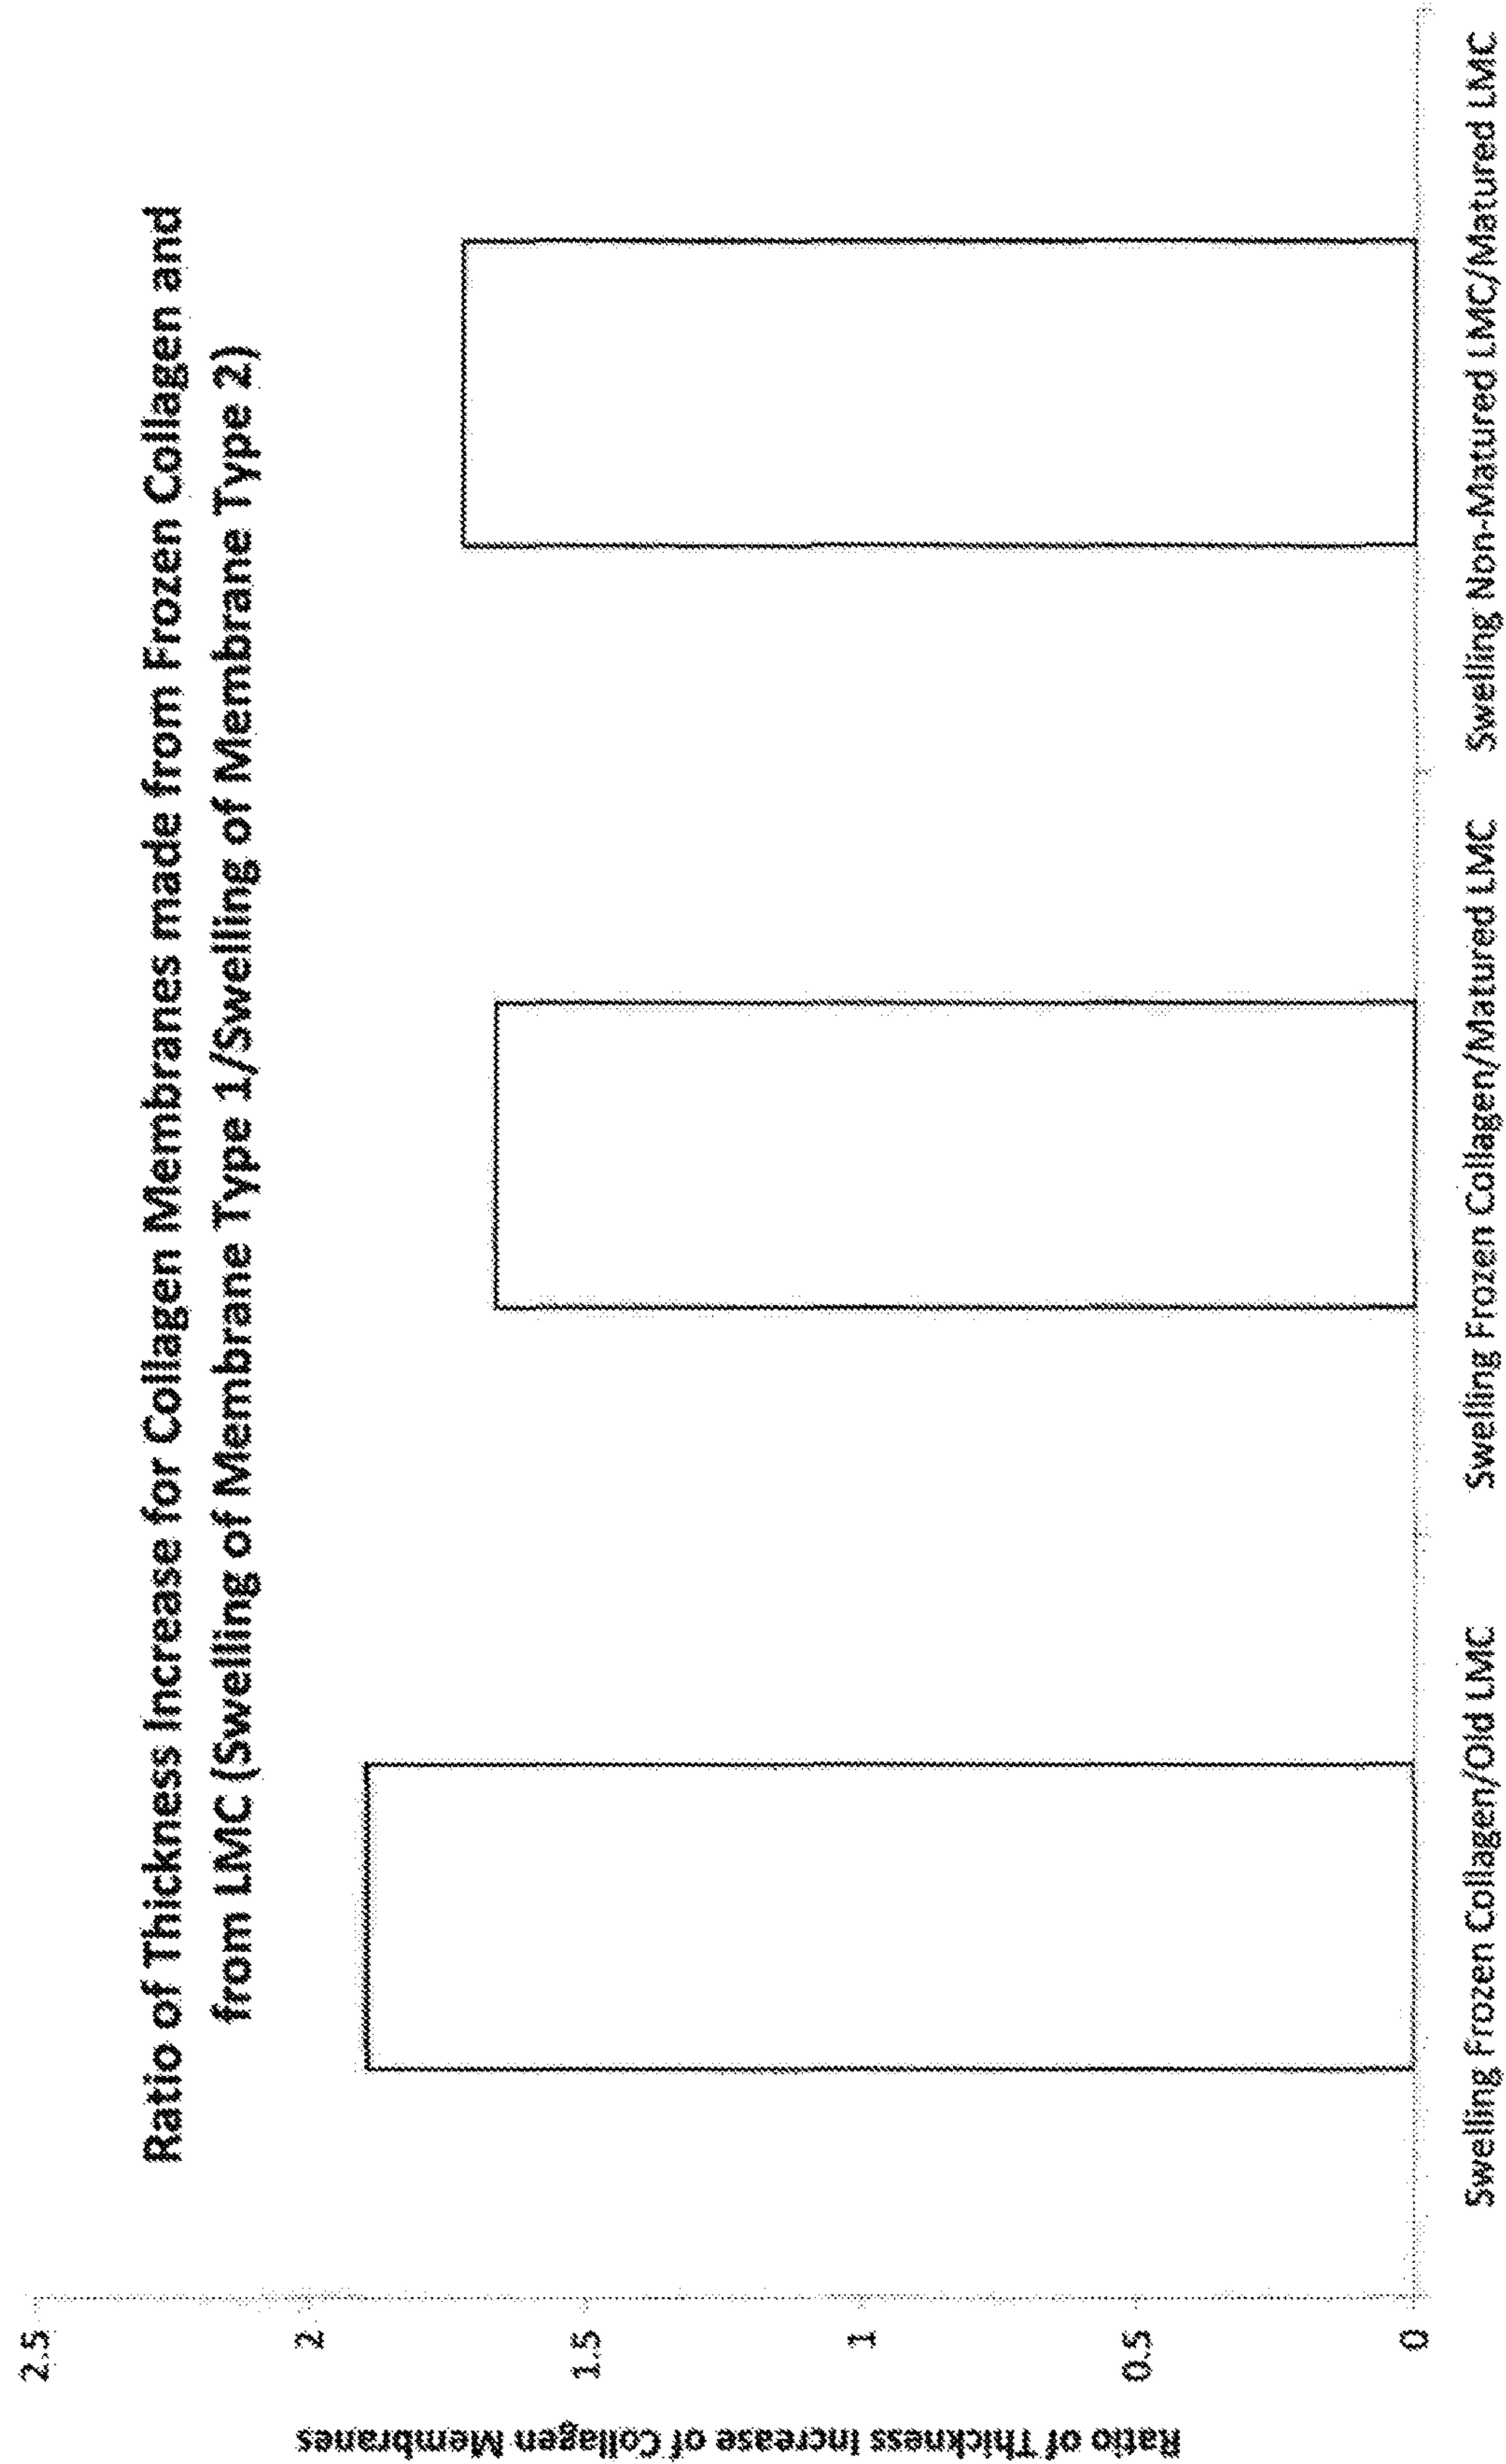 Ratio of Thickness Increase for Collagen Membranes made from Frozen Collagen and
from LMC (Swelling of Membrane Type 1/Swelling of Membrane Type 2)
Ratio of Thickness Increase of Collagen Membranes
2.5
2
1.5
1
0.5
0
Swelling Frozen Collagen/Old LMC
Swelling Frozen Collagen/Matured LMC
Swelling Non-Matured LMC/Matured LMC